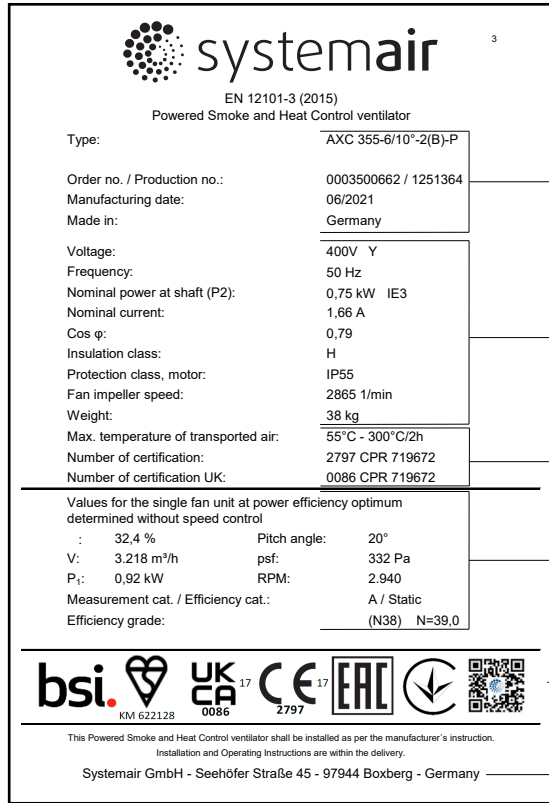 systemair
3
EN 12101-3 (2015)
Powered Smoke and Heat Control ventilator
Type: AXC 355-6/10°-2(B)-P
Order no. / Production no.: 0003500662 / 1251364
Manufacturing date: 06/2021
Made in: Germany
Voltage: 400V Y
Frequency: 50 Hz
Nominal power at shaft (P2): 0,75 kW IE3
Nominal current: 1,66 A
Cos φ: 0,79
Insulation class: H
Protection class, motor: IP55
Fan impeller speed: 2865 1/min
Weight: 38 kg
Max. temperature of transported air: 55°C - 300°C/2h
Number of certification: 2797 CPR 719672
Number of certification UK: 0086 CPR 719672
Values for the single fan unit at power efficiency optimum
determined without speed control
: 32,4 % Pitch angle: 20°
V: 3.218 m³/h psf: 332 Pa
P₁: 0,92 kW RPM: 2.940
Measurement cat. / Efficiency cat.: A / Static
Efficiency grade: (N38) N=39,0
bsi. KM 622128
UK CA 17 0086
CE 17 2797
EAC
This Powered Smoke and Heat Control ventilator shall be installed as per the manufacturer´s instruction.
Installation and Operating Instructions are within the delivery.
Systemair GmbH - Seehöfer Straße 45 - 97944 Boxberg - Germany